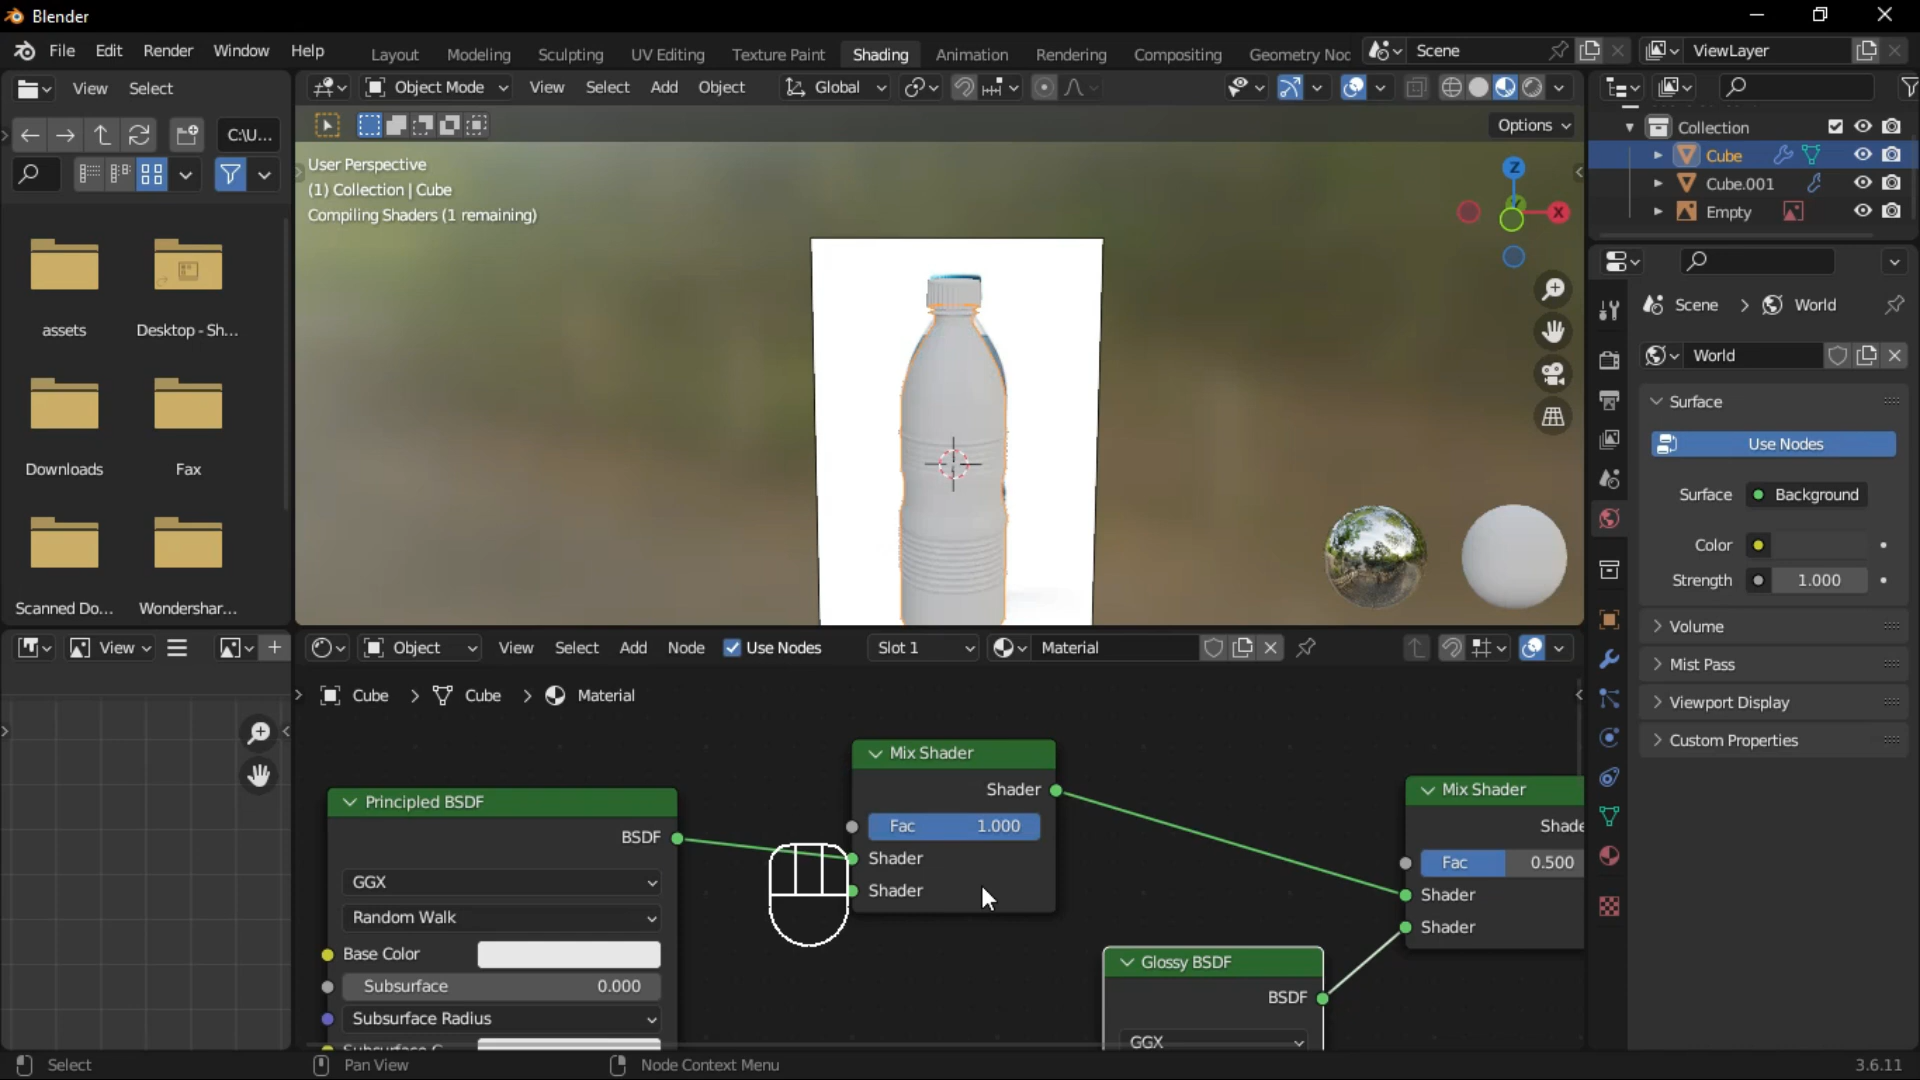 Blender
File Edit Render Window Help Layout Modeling Sculpting UV Editing Texture Paint Shading Animation Rendering Compositing Geometry Noc Scene ViewLayer
View Select
Object Mode View Select Add Object Global
Collection
C:\U...
Options
Cube
Cube.001
Empty
User Perspective
(1) Collection | Cube
Compiling Shaders (1 remaining)
Z
X
Scene > World
World
Surface
Use Nodes
Surface Background
Color
Strength 1.000
Volume
Mist Pass
Viewport Display
Custom Properties
assets Desktop - Sh...
Downloads Fax
Scanned Do... Wondershar...
View
Object View Select Add Node Use Nodes Slot 1 Material
Cube > Cube > Material
Principled BSDF
BSDF
GGX
Random Walk
Base Color
Subsurface 0.000
Subsurface Radius
Mix Shader
Shader
Fac 1.000
Shader
Shader
Glossy BSDF
BSDF
GGX
Mix Shader
Shade
Fac 0.500
Shader
Shader
Select Pan View Node Context Menu 3.6.11